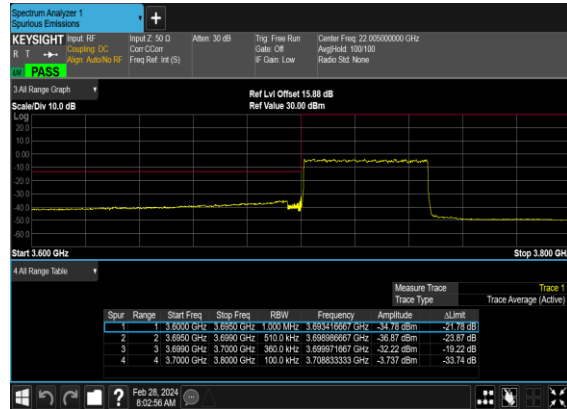 Spectrum Analyzer 1
Spurious Emissions
+
KEYSIGHT Input: RF Input Z: 50 Ω Atten: 30 dB Trig: Free Run Center Freq: 22.005000000 GHz
R T Coupling: DC Corr CCorr Gate: Off Avg|Hold: 100/100
Align: Auto/No RF Freq Ref: Int (S) IF Gain: Low Radio Std: None
LXI PASS
3 All Range Graph
Ref Lvl Offset 15.88 dB
Scale/Div 10.0 dB Ref Value 30.00 dBm
Log
20.0
10.0
0.00
-10.0
-20.0
-30.0
-40.0
-50.0
-60.0
Start 3.600 GHz Stop 3.800 GHz
4 All Range Table
Measure Trace Trace 1
Trace Type Trace Average (Active)
Spur Range Start Freq Stop Freq RBW Frequency Amplitude ΔLimit
1 1 3.6000 GHz 3.6950 GHz 1.000 MHz 3.693416667 GHz -34.78 dBm -21.78 dB
2 2 3.6950 GHz 3.6990 GHz 510.0 kHz 3.698986667 GHz -36.87 dBm -23.87 dB
3 3 3.6990 GHz 3.7000 GHz 360.0 kHz 3.699971667 GHz -32.22 dBm -19.22 dB
4 4 3.7000 GHz 3.8000 GHz 100.0 kHz 3.708833333 GHz -3.737 dBm -33.74 dB
? Feb 28, 2024
8:02:56 AM